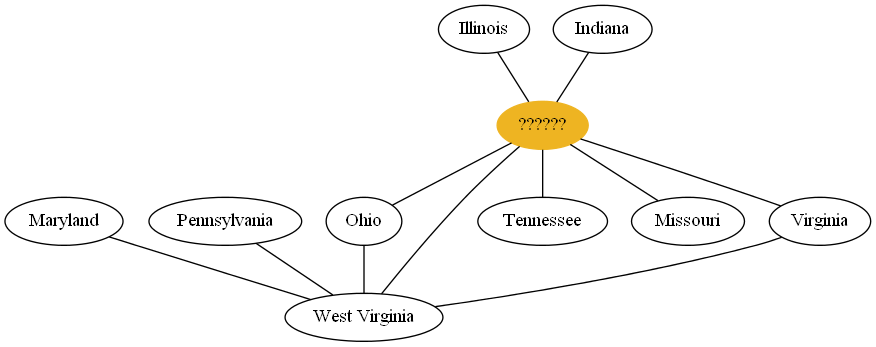 Illinois
Indiana
??????
Maryland
Pennsylvania
Ohio
Tennessee
Missouri
Virginia
West Virginia